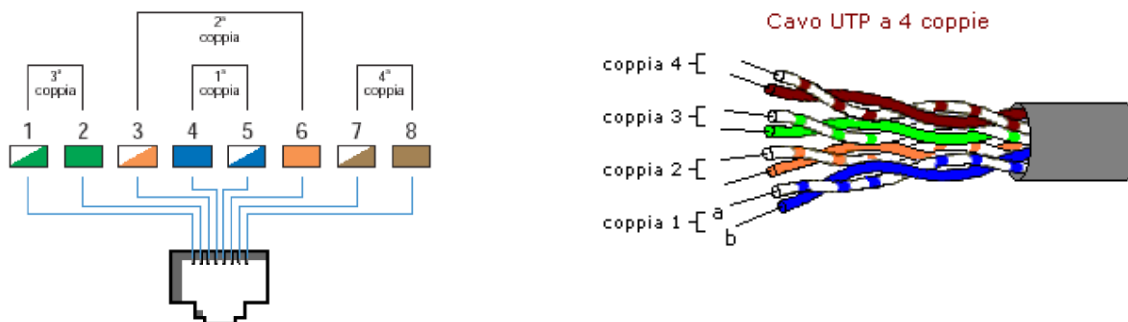 2ª
coppia
3ª
coppia
1ª
coppia
4ª
coppia
1 2 3 4 5 6 7 8
Cavo UTP a 4 coppie
coppia 4
coppia 3
coppia 2
coppia 1
a
b